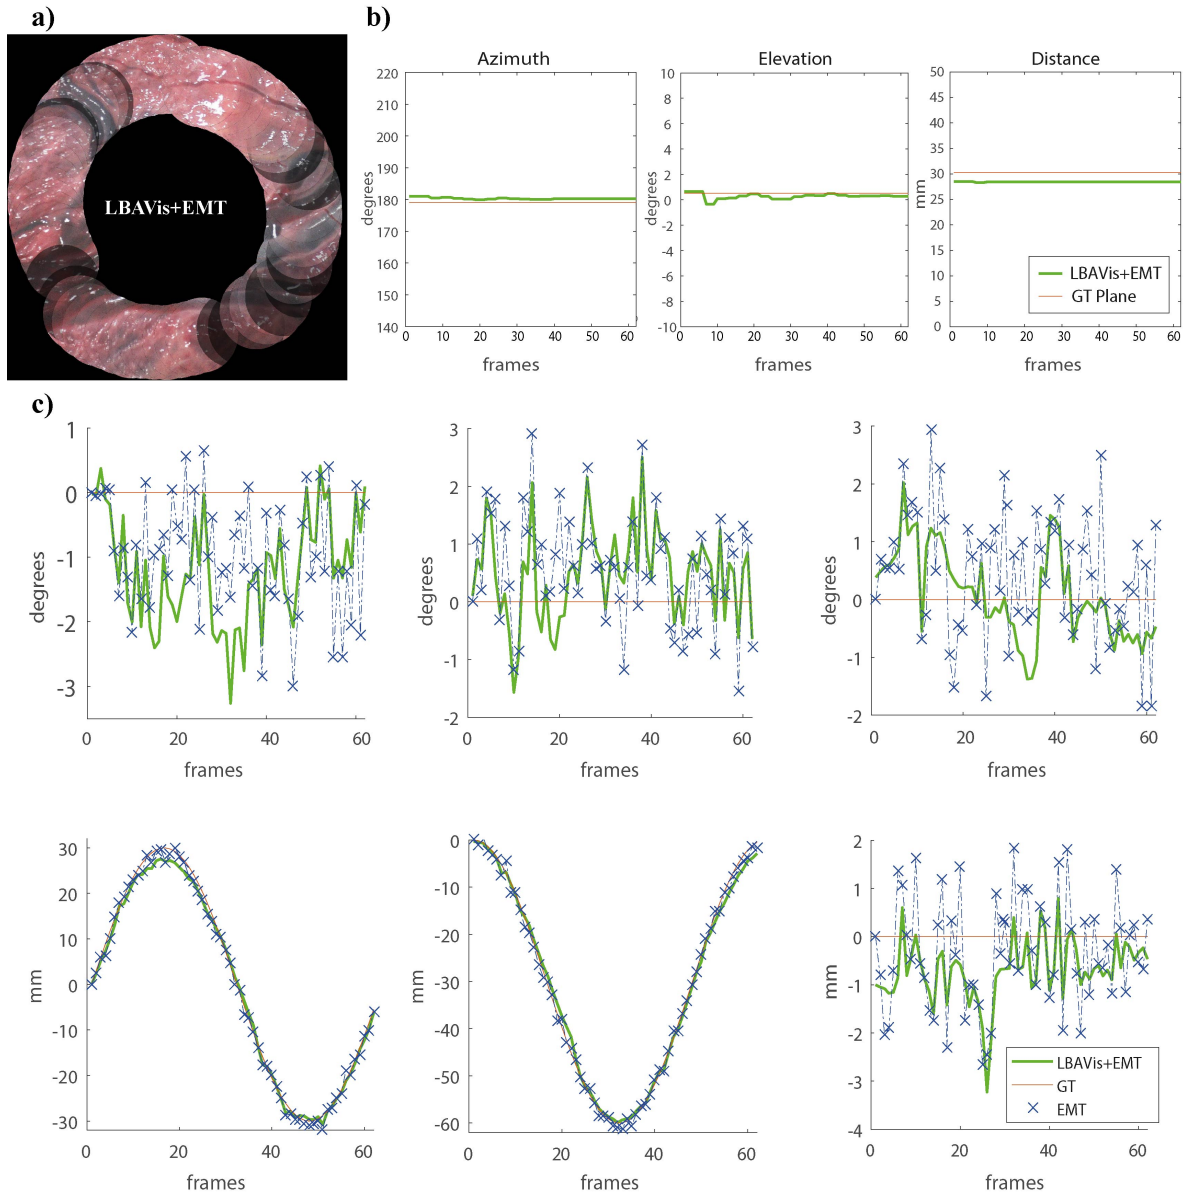 a)
LBAVis+EMT
b)
Azimuth
Elevation
Distance
220
210
200
190
180
170
160
150
140
degrees
0 10 20 30 40 50 60
frames
10
8
6
4
2
0
-2
-4
-6
-8
-10
degrees
0 10 20 30 40 50 60
frames
50
45
40
35
30
25
20
15
10
5
0
mm
0 10 20 30 40 50 60
frames
LBAVis+EMT
GT Plane
c)
1
0
-1
-2
-3
degrees
0 20 40 60
frames
3
2
1
0
-1
-2
degrees
0 20 40 60
frames
3
2
1
0
-1
-2
degrees
0 20 40 60
frames
30
20
10
0
-10
-20
-30
mm
0 20 40 60
frames
0
-10
-20
-30
-40
-50
-60
mm
0 20 40 60
frames
2
1
0
-1
-2
-3
-4
mm
0 20 40 60
frames
LBAVis+EMT
GT
EMT